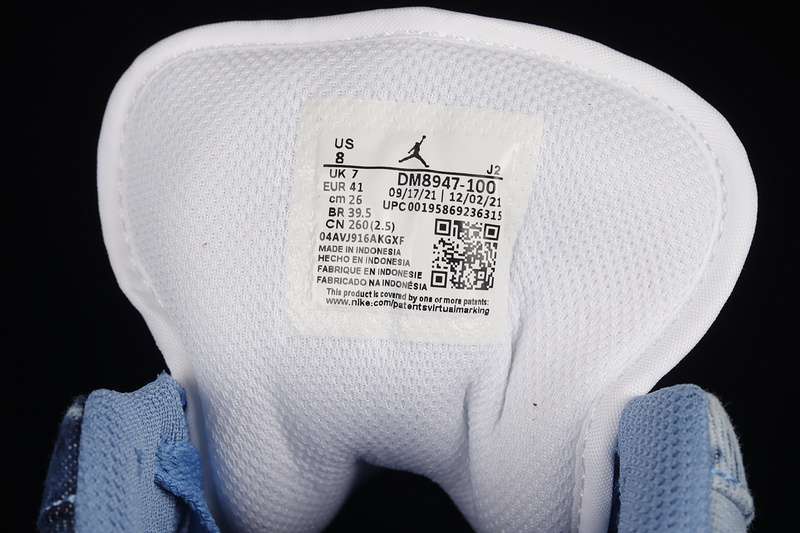 US
8
J2
UK 7
DM8947-100
EUR 41
09/17/21 | 12/02/21
cm 26
UPC00195869236315
BR 39.5
CN 260(2.5)
04AVJ916AKGXF
MADE IN INDONESIA
HECHO EN INDONESIA
FABRIQUE EN INDONESIE
FABRICADO NA INDONÉSIA
This product is covered by one or more patents:
www.nike.com/patentsvirtualmarking